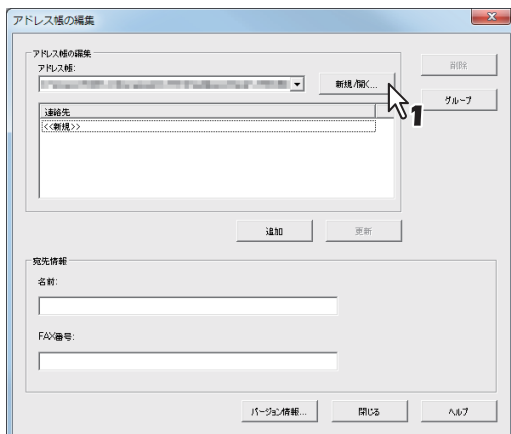 アドレス帳の編集
アドレス帳の編集
アドレス帳:
新規/開く...
削除
グループ
1
連絡先
<<新規>>
追加
更新
宛先情報
名前:
FAX番号:
バージョン情報...
閉じる
ヘルプ